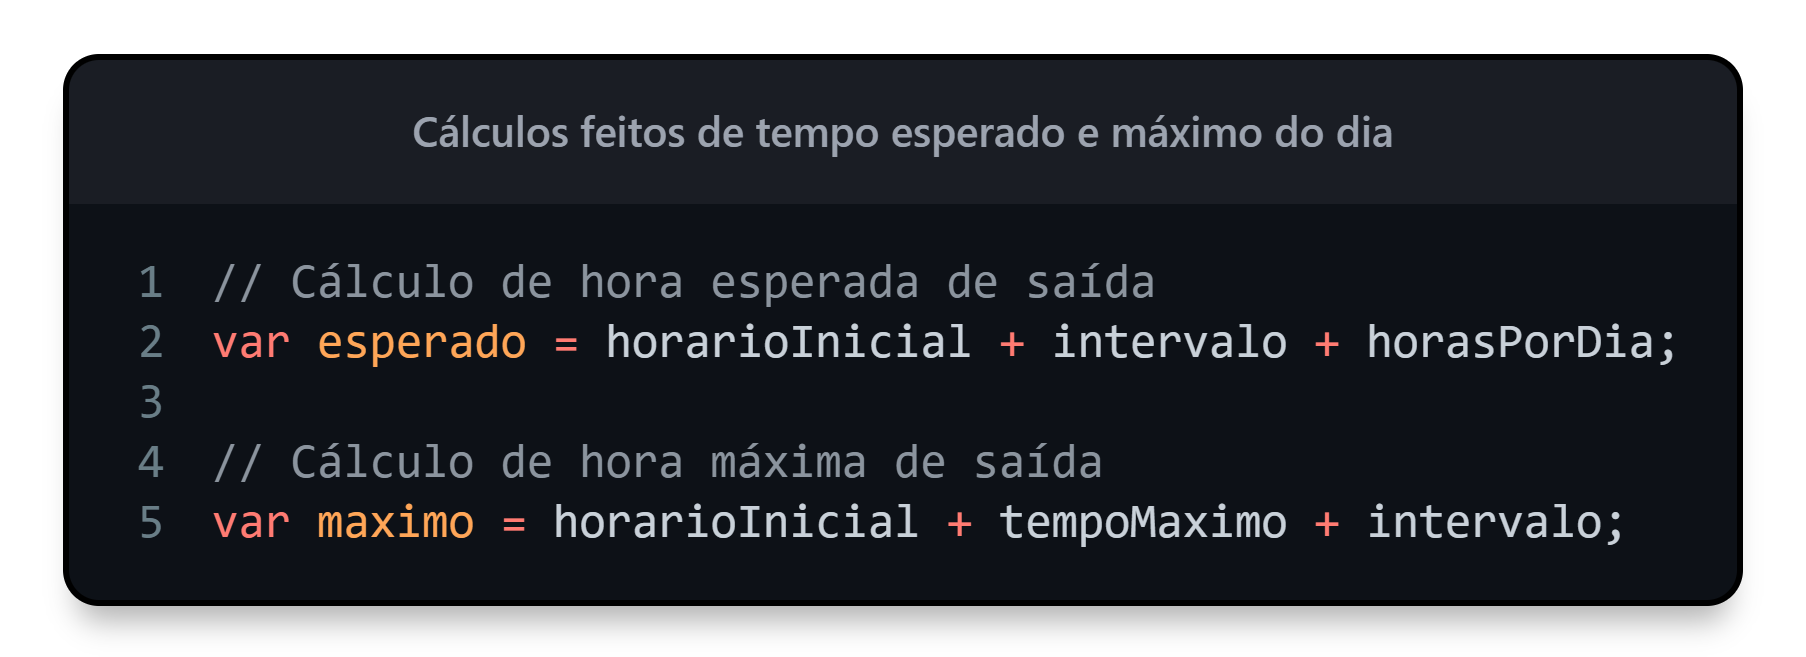 Cálculos feitos de tempo esperado e máximo do dia
1 // Cálculo de hora esperada de saída
2 var esperado = horarioInicial + intervalo + horasPorDia;
3
4 // Cálculo de hora máxima de saída
5 var maximo = horarioInicial + tempoMaximo + intervalo;